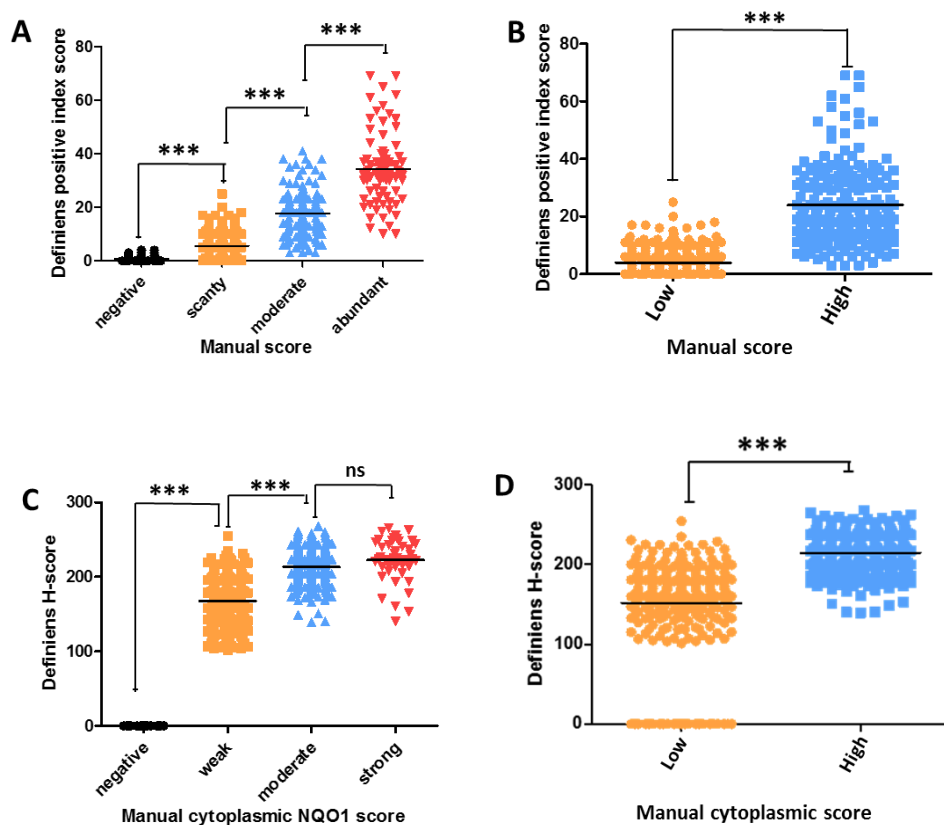 A
Definiens positive index score
80
60
40
20
0
***
***
***
negative
scanty
moderate
abundant
Manual score
B
Definiens positive index score
80
60
40
20
0
***
Low
High
Manual score
C
Definiens H-score
300
200
100
0
***
***
ns
negative
weak
moderate
strong
Manual cytoplasmic NQO1 score
D
Definiens H-score
300
200
100
0
***
Low
High
Manual cytoplasmic score